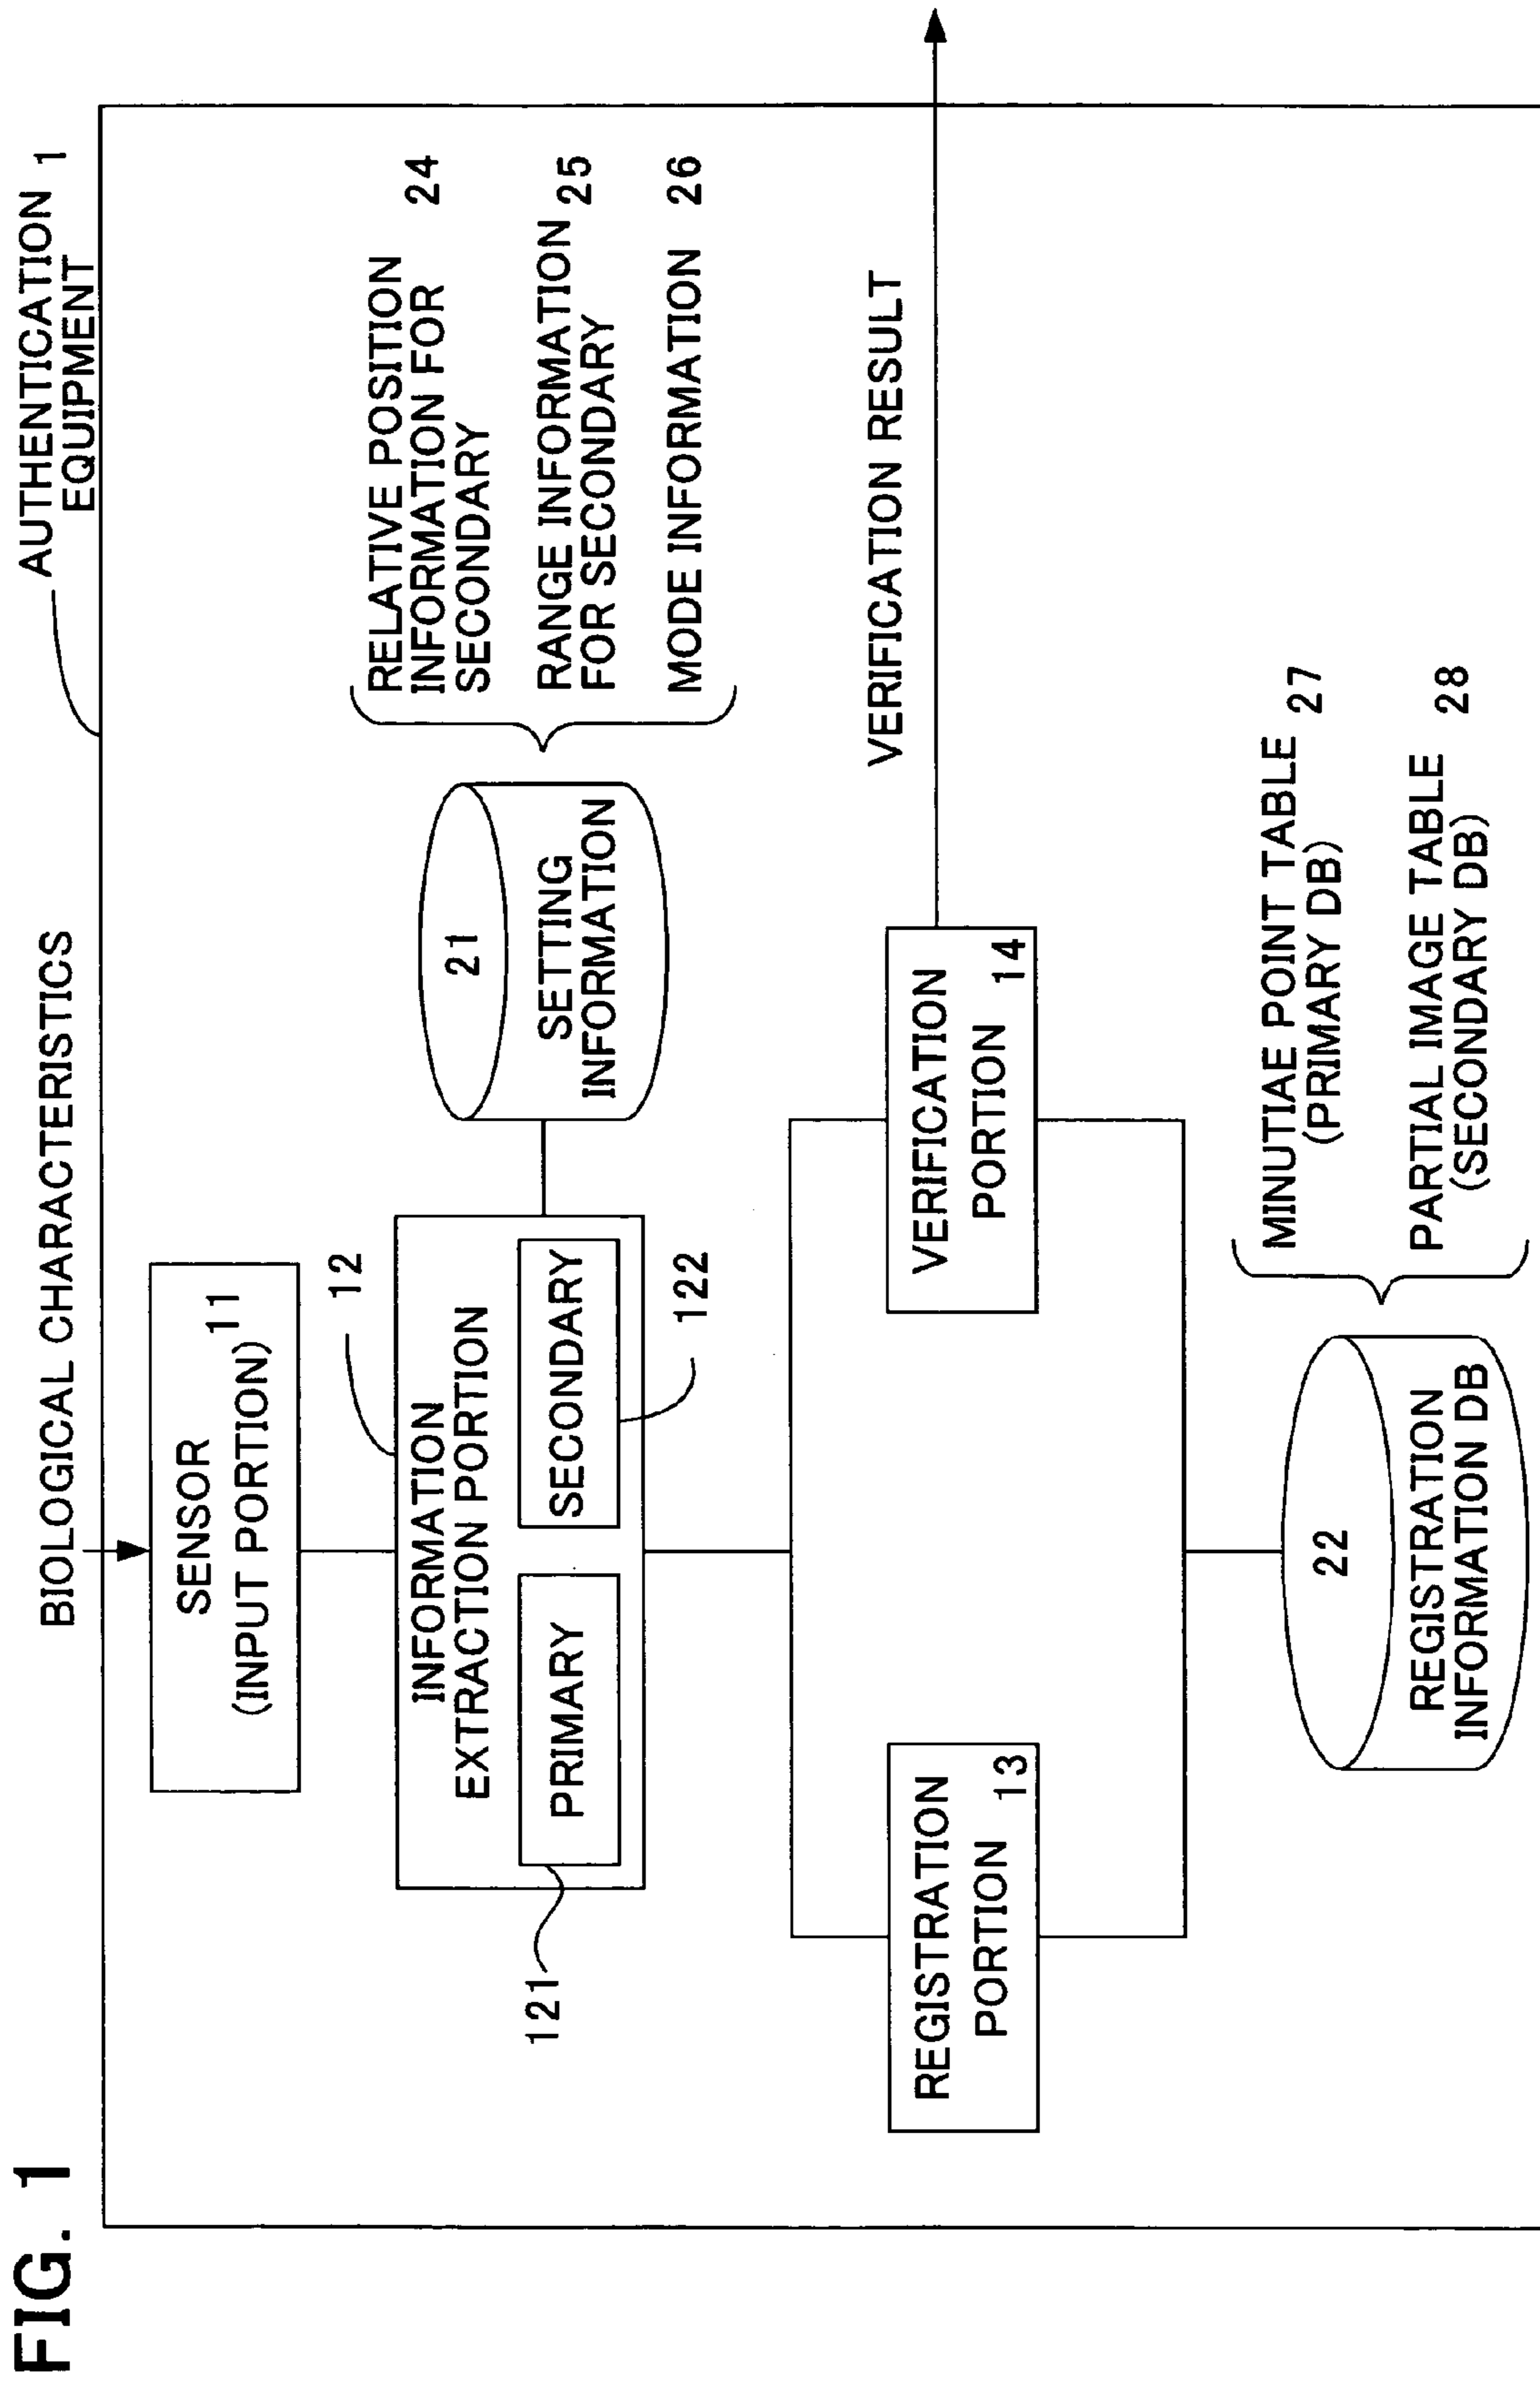 FIG. 1
BIOLOGICAL CHARACTERISTICS
AUTHENTICATION 1
EQUIPMENT
SENSOR
(INPUT PORTION) 11
12
INFORMATION
EXTRACTION PORTION
PRIMARY
SECONDARY
121
122
21
SETTING
INFORMATION
RELATIVE POSITION
INFORMATION FOR 24
SECONDARY
RANGE INFORMATION 25
FOR SECONDARY
MODE INFORMATION 26
REGISTRATION
PORTION 13
VERIFICATION
PORTION 14
VERIFICATION RESULT
22
REGISTRATION
INFORMATION DB
MINUTIAE POINT TABLE 27
(PRIMARY DB)
PARTIAL IMAGE TABLE 28
(SECONDARY DB)